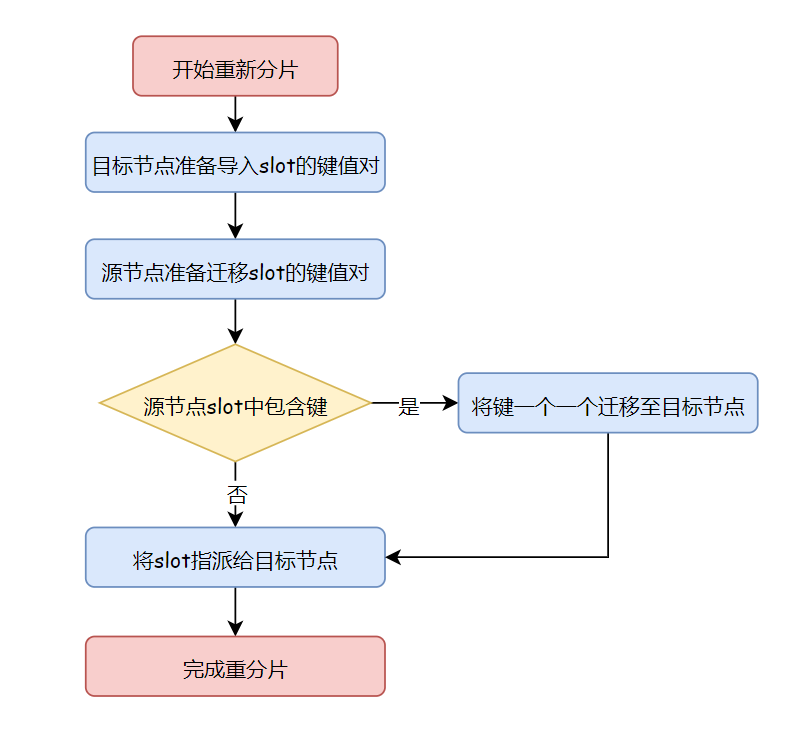 开始重新分片
目标节点准备导入slot的键值对
源节点准备迁移slot的键值对
源节点slot中包含键
是
将键一个一个迁移至目标节点
否
将slot指派给目标节点
完成重分片